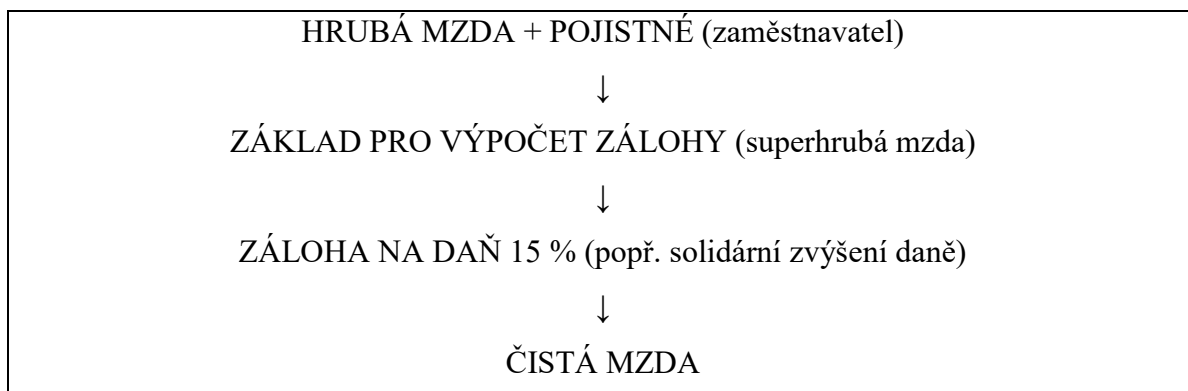 HRUBÁ MZDA + POJISTNÉ (zaměstnavatel)
↓
ZÁKLAD PRO VÝPOČET ZÁLOHY (superhrubá mzda)
↓
ZÁLOHA NA DAŇ 15 % (popř. solidární zvýšení daně)
↓
ČISTÁ MZDA